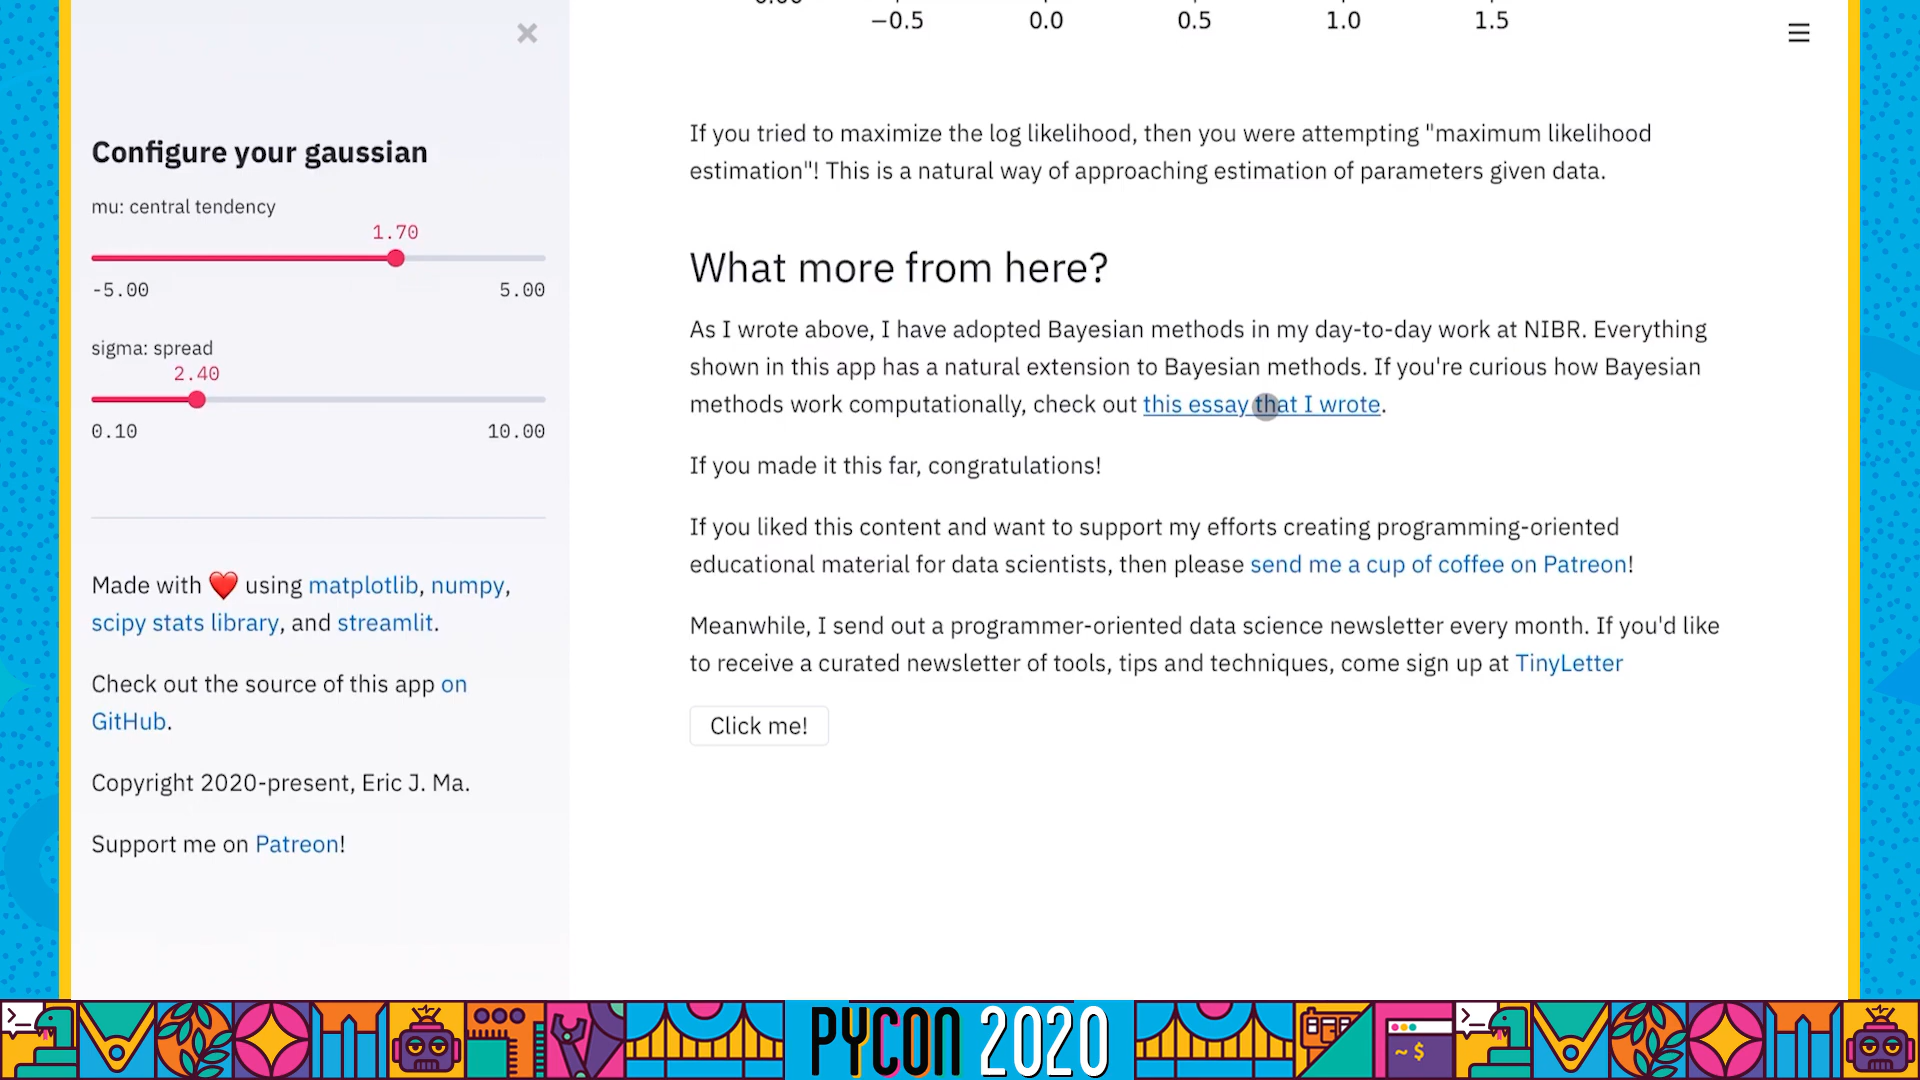 ×
Configure your gaussian
mu: central tendency
1.70
-5.00 5.00
sigma: spread
2.40
0.10 10.00
Made with ❤️ using matplotlib, numpy,
scipy stats library, and streamlit.
Check out the source of this app on
GitHub.
Copyright 2020-present, Eric J. Ma.
Support me on Patreon!
−0.5 0.0 0.5 1.0 1.5
If you tried to maximize the log likelihood, then you were attempting "maximum likelihood
estimation"! This is a natural way of approaching estimation of parameters given data.
What more from here?
As I wrote above, I have adopted Bayesian methods in my day-to-day work at NIBR. Everything
shown in this app has a natural extension to Bayesian methods. If you're curious how Bayesian
methods work computationally, check out this essay that I wrote.
If you made it this far, congratulations!
If you liked this content and want to support my efforts creating programming-oriented
educational material for data scientists, then please send me a cup of coffee on Patreon!
Meanwhile, I send out a programmer-oriented data science newsletter every month. If you'd like
to receive a curated newsletter of tools, tips and techniques, come sign up at TinyLetter
Click me!
PYCON 2020
~ $